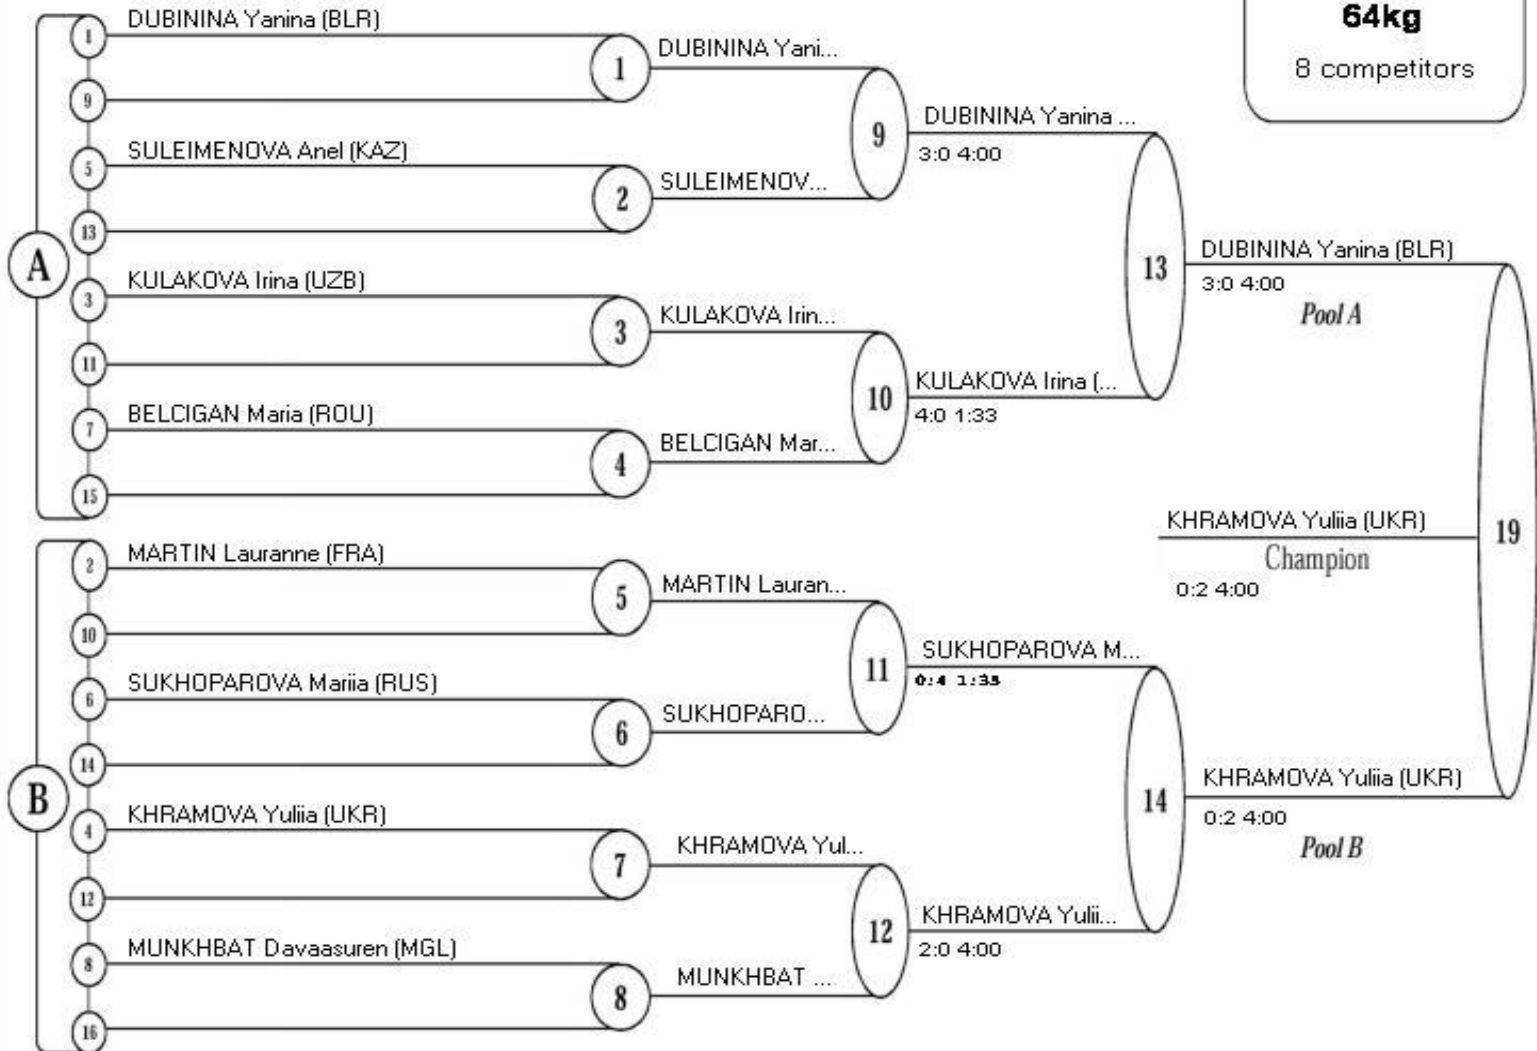 64kg
8 competitors
A
1
DUBININA Yanina (BLR)
9
1
DUBININA Yani...
5
SULEIMENOVA Anel (KAZ)
13
2
SULEIMENOV...
9
DUBININA Yanina ...
3:0 4:00
3
KULAKOVA Irina (UZB)
11
3
KULAKOVA Irin...
7
BELCIGAN Maria (ROU)
15
4
BELCIGAN Mar...
10
KULAKOVA Irina (...
4:0 1:33
13
DUBININA Yanina (BLR)
3:0 4:00
Pool A
B
2
MARTIN Lauranne (FRA)
10
5
MARTIN Lauran...
6
SUKHOPAROVA Mariia (RUS)
14
6
SUKHOPARO...
11
SUKHOPAROVA M...
0:4 1:35
4
KHRAMOVA Yuliia (UKR)
12
7
KHRAMOVA Yul...
8
MUNKHBAT Davaasuren (MGL)
16
8
MUNKHBAT ...
12
KHRAMOVA Yulii...
2:0 4:00
14
KHRAMOVA Yuliia (UKR)
0:2 4:00
Pool B
19
KHRAMOVA Yuliia (UKR)
Champion
0:2 4:00